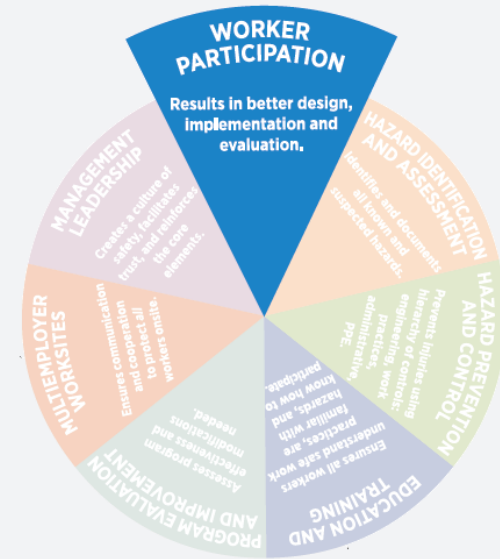 WORKER
PARTICIPATION
Results in better design,
implementation and
evaluation.
HAZARD IDENTIFICATION
AND ASSESSMENT
Identifies and documents
all known and
suspected hazards.
HAZARD PREVENTION
AND CONTROL
Prevents injuries using
hierarchy of control:
engineering, work
practices,
administrative,
PPE.
EDUCATION AND
TRAINING
Ensures all workers
understand safe work
practices, are
familiar with
hazards, and
know how to
participate.
PROGRAM EVALUATION
AND IMPROVEMENT
Assesses program
effectiveness and
modifications
needed.
MULTIEMPLOYER
WORKSITES
Ensures communication
and cooperation
to protect all
workers onsite.
MANAGEMENT
LEADERSHIP
Creates a culture of
safety, facilitates
trust, and reinforces
the core
elements.